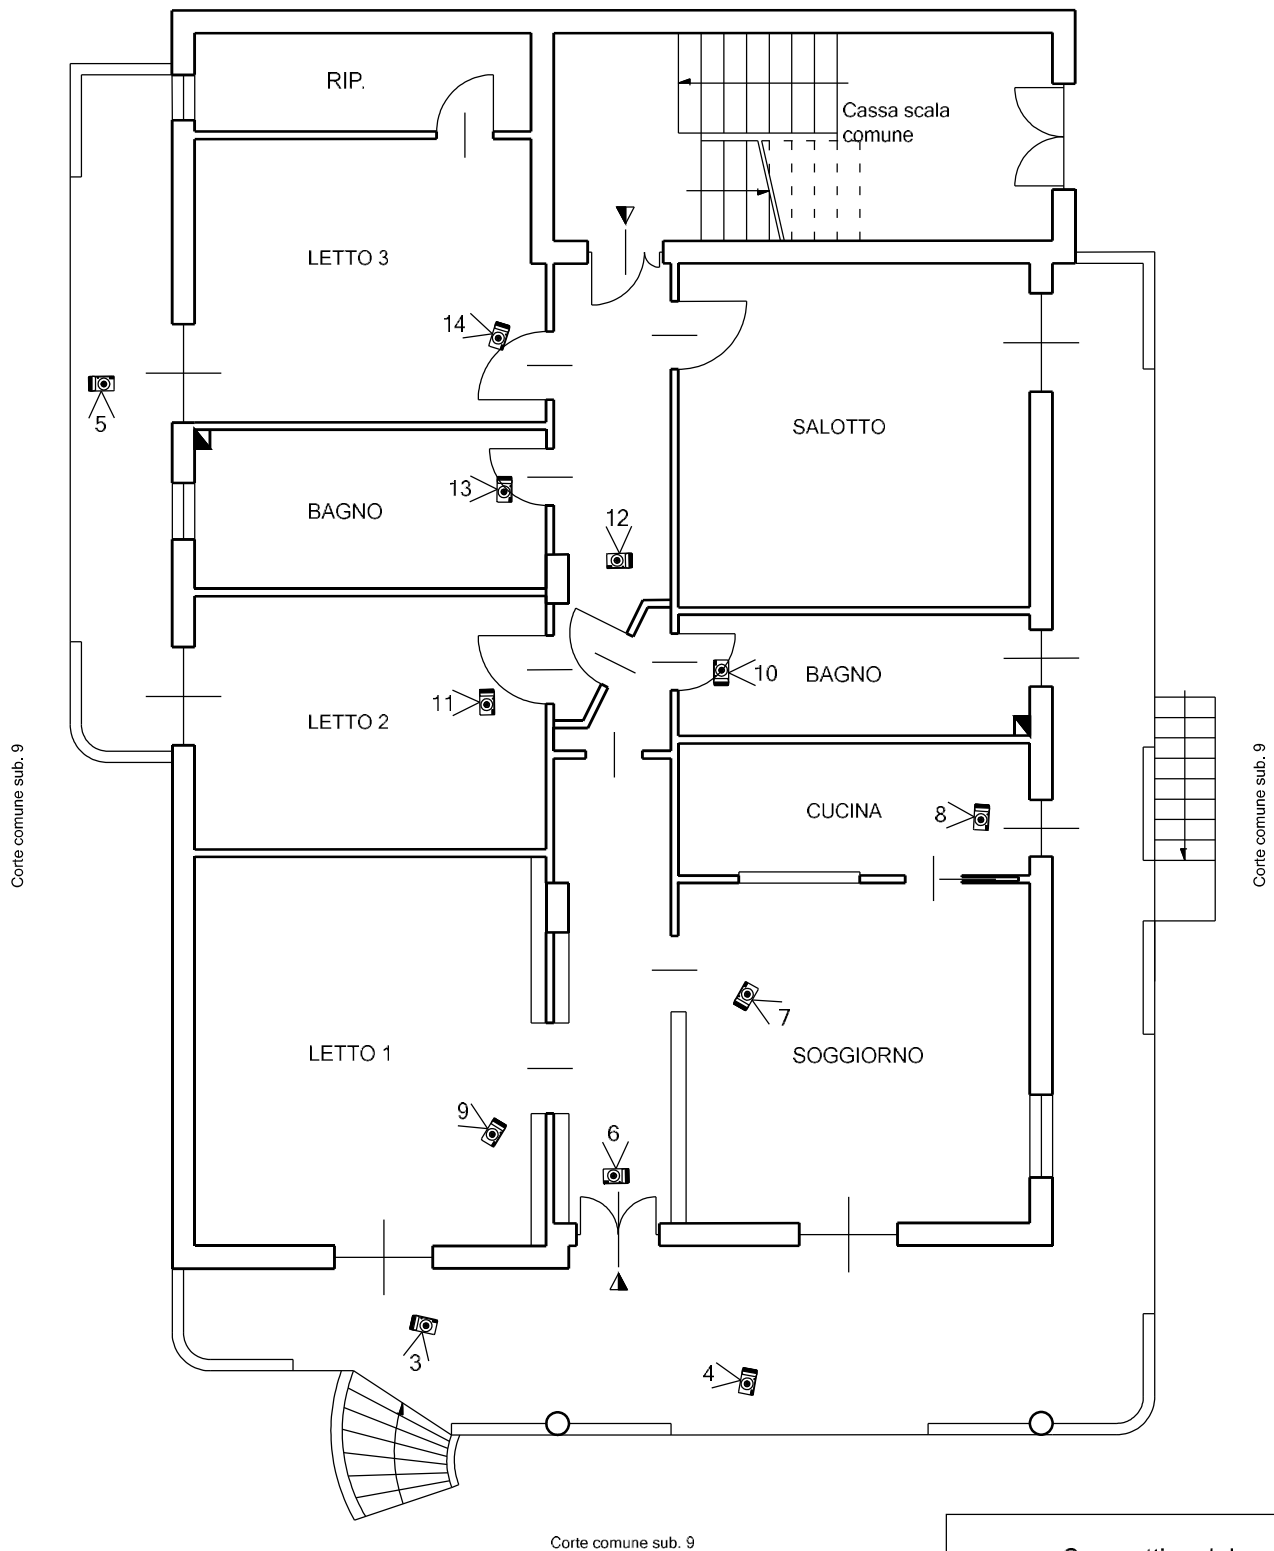 RIP.
Cassa scala
comune
LETTO 3
14
5
SALOTTO
13
BAGNO
12
10
BAGNO
11
LETTO 2
Corte comune sub. 9
Corte comune sub. 9
8
CUCINA
7
LETTO 1
SOGGIORNO
9
6
3
4
Corte comune sub. 9